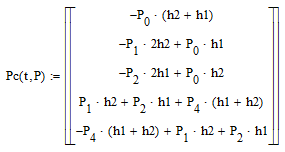 −P₀ · (h2 + h1)
−P₁ · 2h2 + P₀ · h1
Pc(t,P) := −P₂ · 2h1 + P₀ · h2
P₁ · h2 + P₂ · h1 + P₄ · (h1 + h2)
−P₄ · (h1 + h2) + P₁ · h2 + P₂ · h1